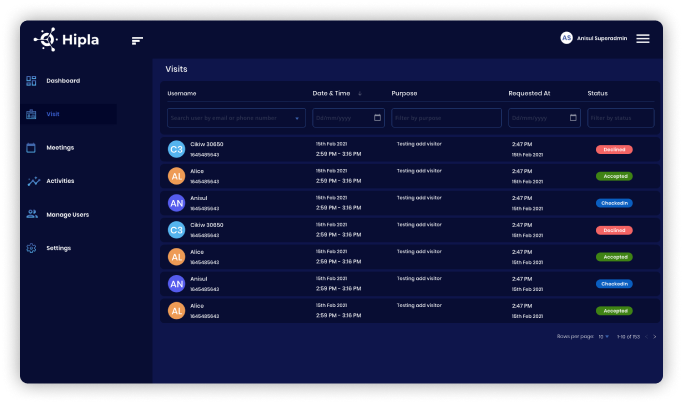 Hipla
AS Anisul Superadmin
Dashboard
Visit
Meetings
Activities
Manage Users
Settings
Visits
Username Date & Time Purpose Requested At Status
Search user by email or phone number Dd/mm/yyyy Filter by purpose Dd/mm/yyyy Filter by status
C3 Cikiw 30650 15th Feb 2021 Testing add visitor 2:47 PM Declined
1645485643 2:59 PM - 3:16 PM 15th Feb 2021
AL Alice 15th Feb 2021 Testing add visitor 2:47 PM Accepted
1645485643 2:59 PM - 3:16 PM 15th Feb 2021
AN Anisul 15th Feb 2021 Testing add visitor 2:47 PM CheckedIn
1645485643 2:59 PM - 3:16 PM 15th Feb 2021
C3 Cikiw 30650 15th Feb 2021 Testing add visitor 2:47 PM Declined
1645485643 2:59 PM - 3:16 PM 15th Feb 2021
AL Alice 15th Feb 2021 Testing add visitor 2:47 PM Accepted
1645485643 2:59 PM - 3:16 PM 15th Feb 2021
AN Anisul 15th Feb 2021 Testing add visitor 2:47 PM CheckedIn
1645485643 2:59 PM - 3:16 PM 15th Feb 2021
AL Alice 15th Feb 2021 Testing add visitor 2:47 PM Accepted
1645485643 2:59 PM - 3:16 PM 15th Feb 2021
Rows per page: 10 1-10 of 153